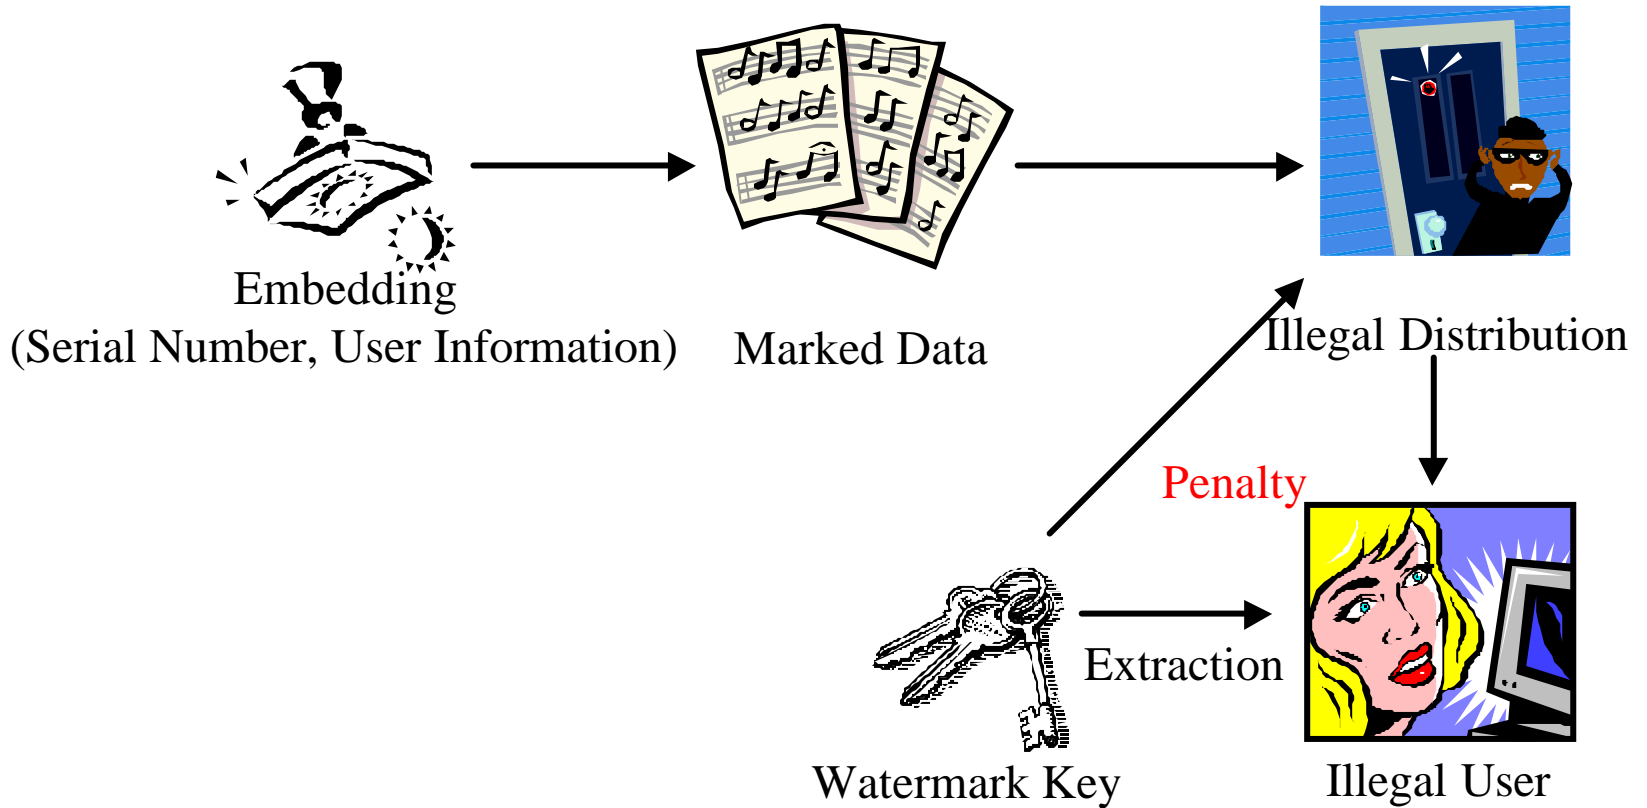 Embedding
(Serial Number, User Information)
Marked Data
Illegal Distribution
Penalty
Extraction
Watermark Key
Illegal User